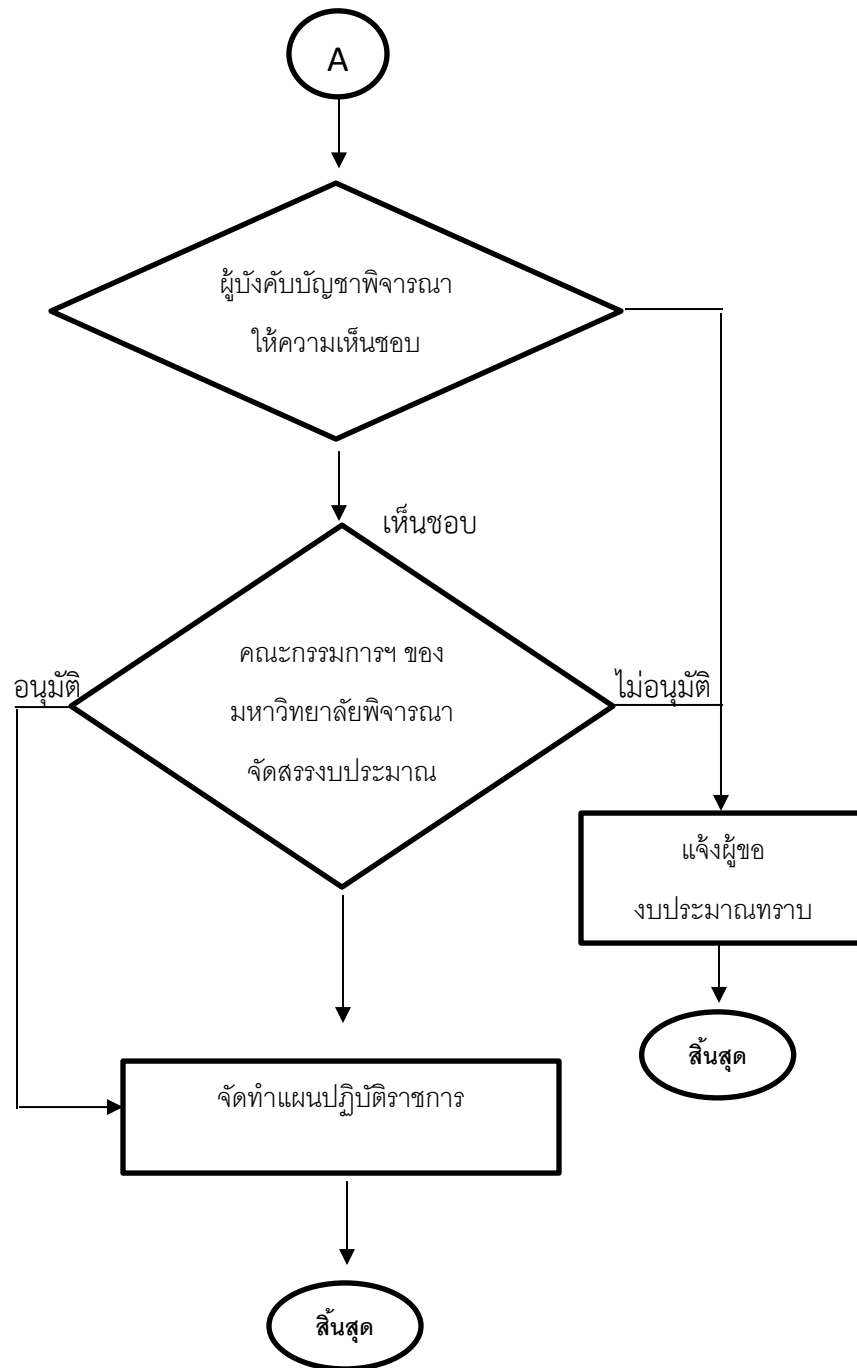 A
ผู้บังคับบัญชาพิจารณา
ให้ความเห็นชอบ
เห็นชอบ
คณะกรรมการฯ ของ
มหาวิทยาลัยพิจารณา
จัดสรรงบประมาณ
อนุมัติ
ไม่อนุมัติ
แจ้งผู้ขอ
งบประมาณทราบ
สิ้นสุด
จัดทำแผนปฏิบัติราชการ
สิ้นสุด